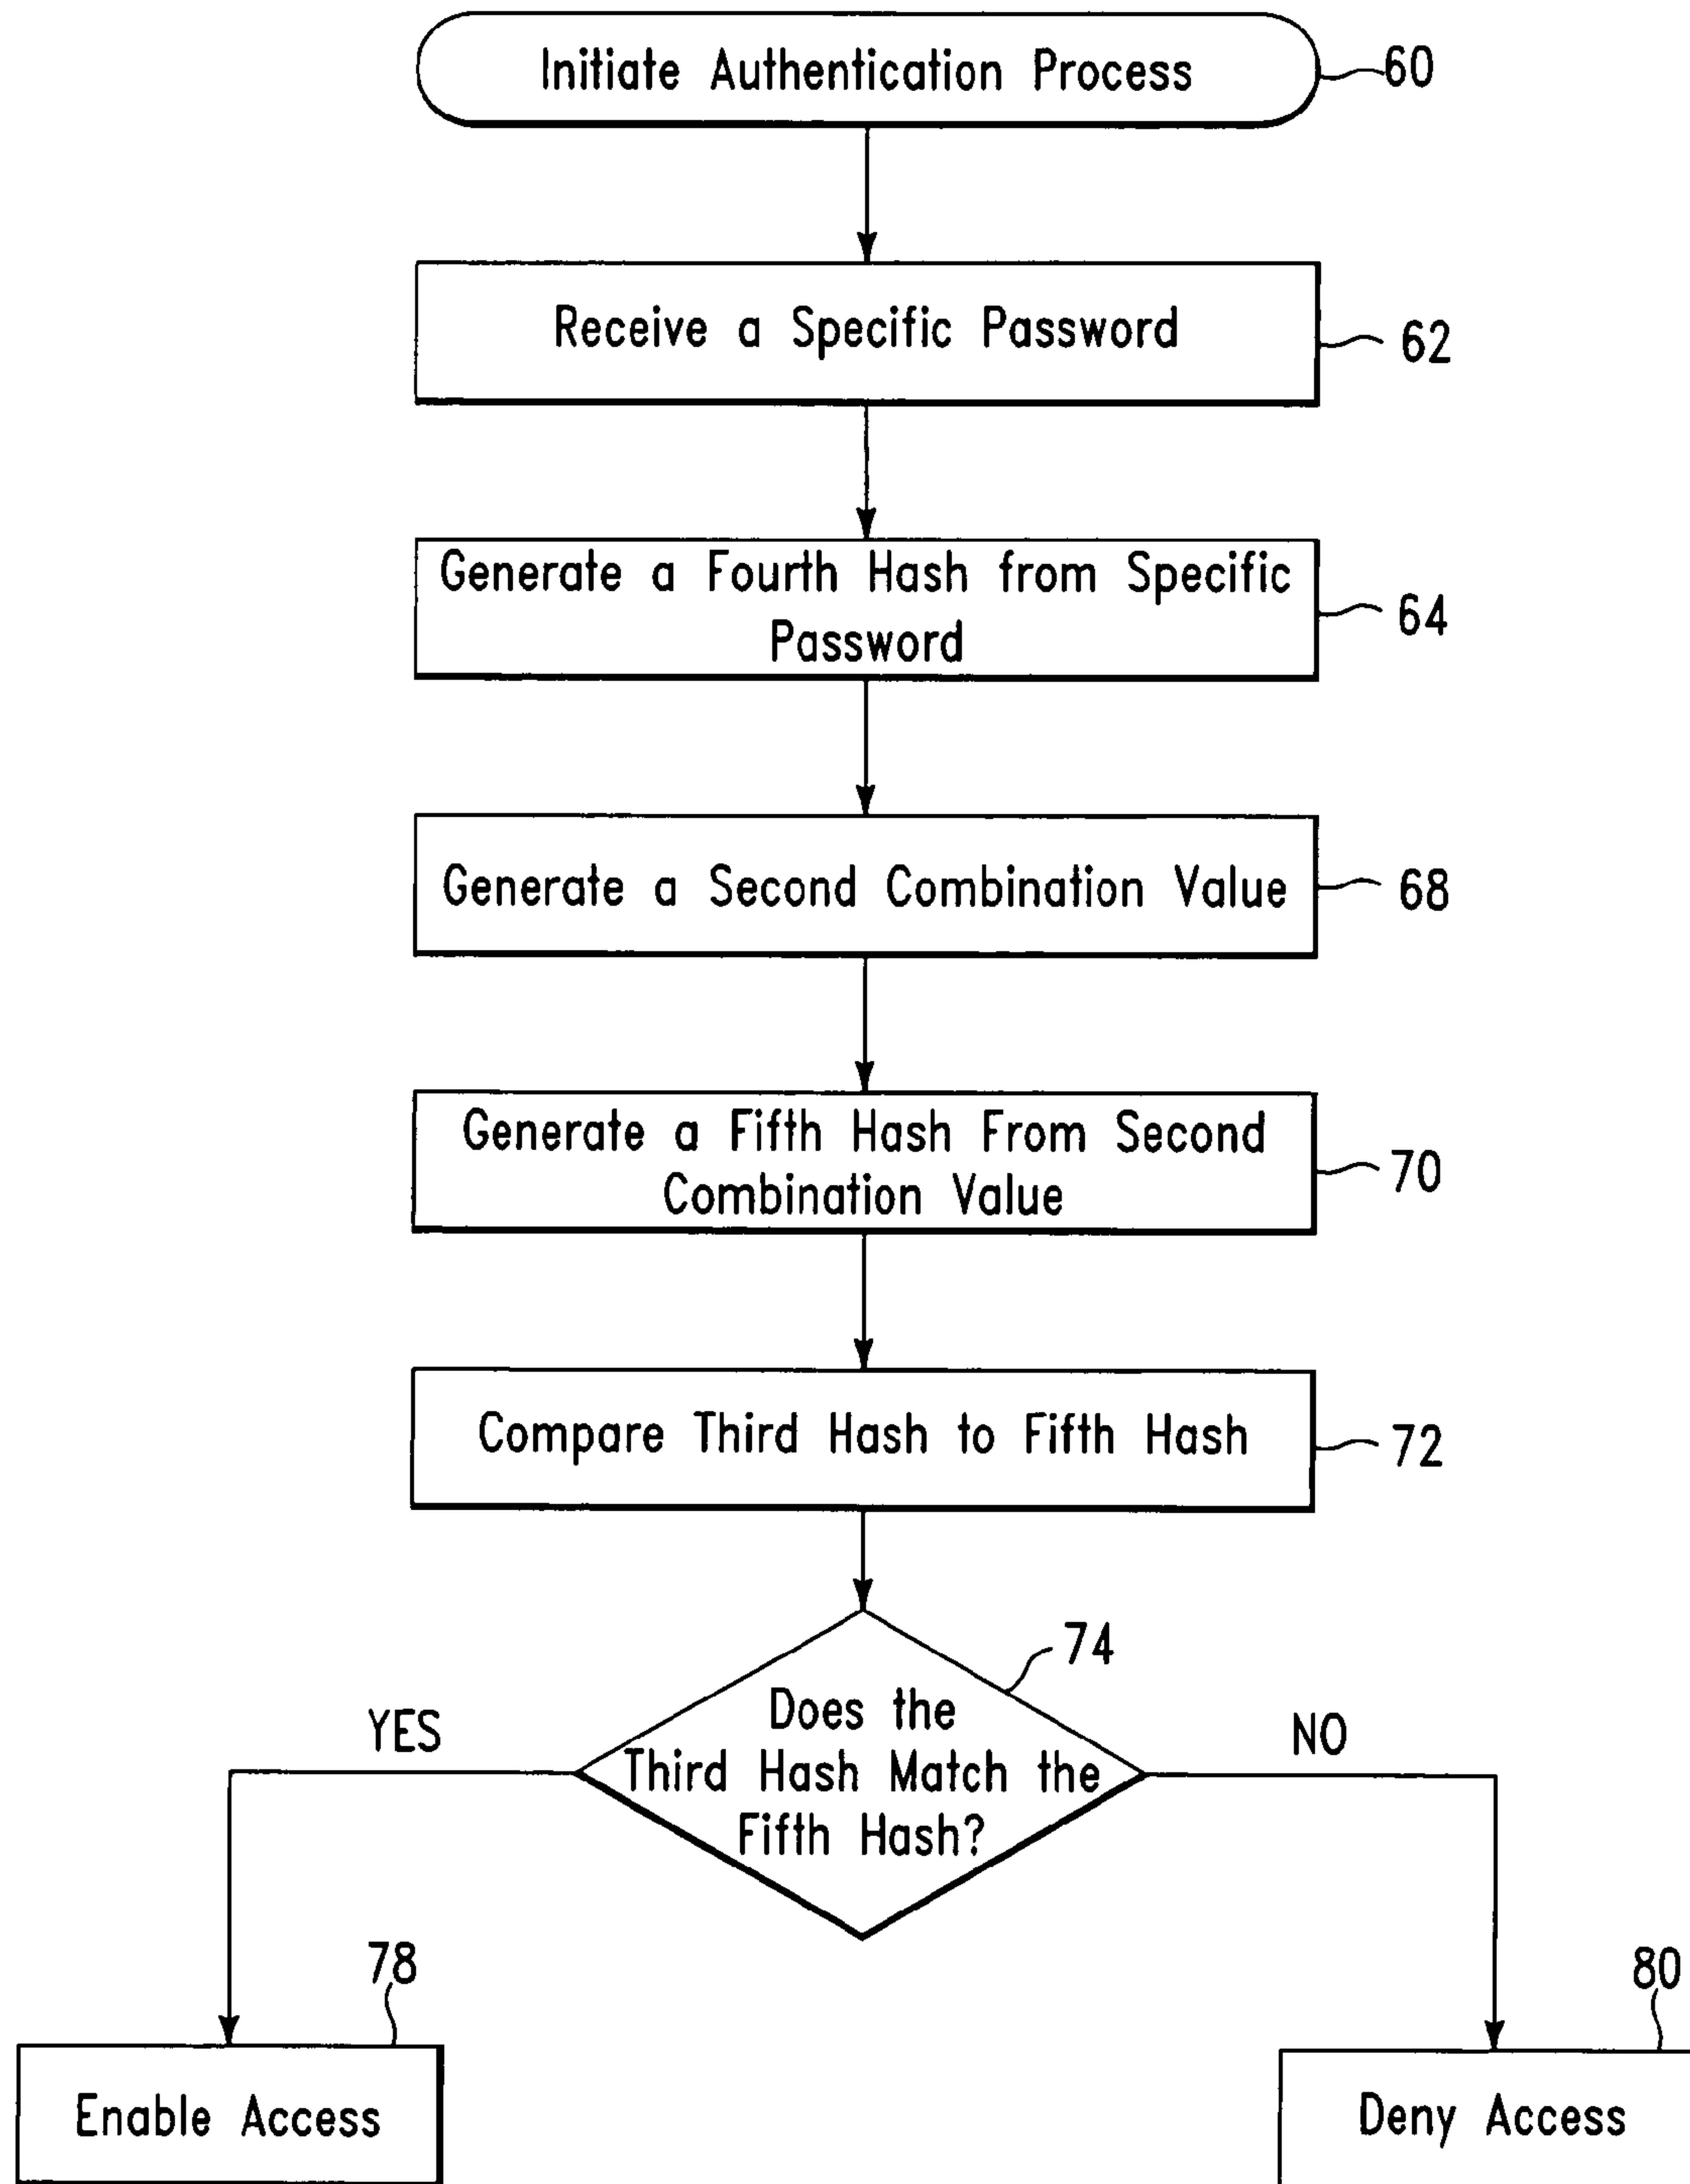 Initiate Authentication Process
60
Receive a Specific Password
62
Generate a Fourth Hash from Specific
Password
64
Generate a Second Combination Value
68
Generate a Fifth Hash From Second
Combination Value
70
Compare Third Hash to Fifth Hash
72
74
Does the
Third Hash Match the
Fifth Hash?
YES
NO
78
Enable Access
80
Deny Access